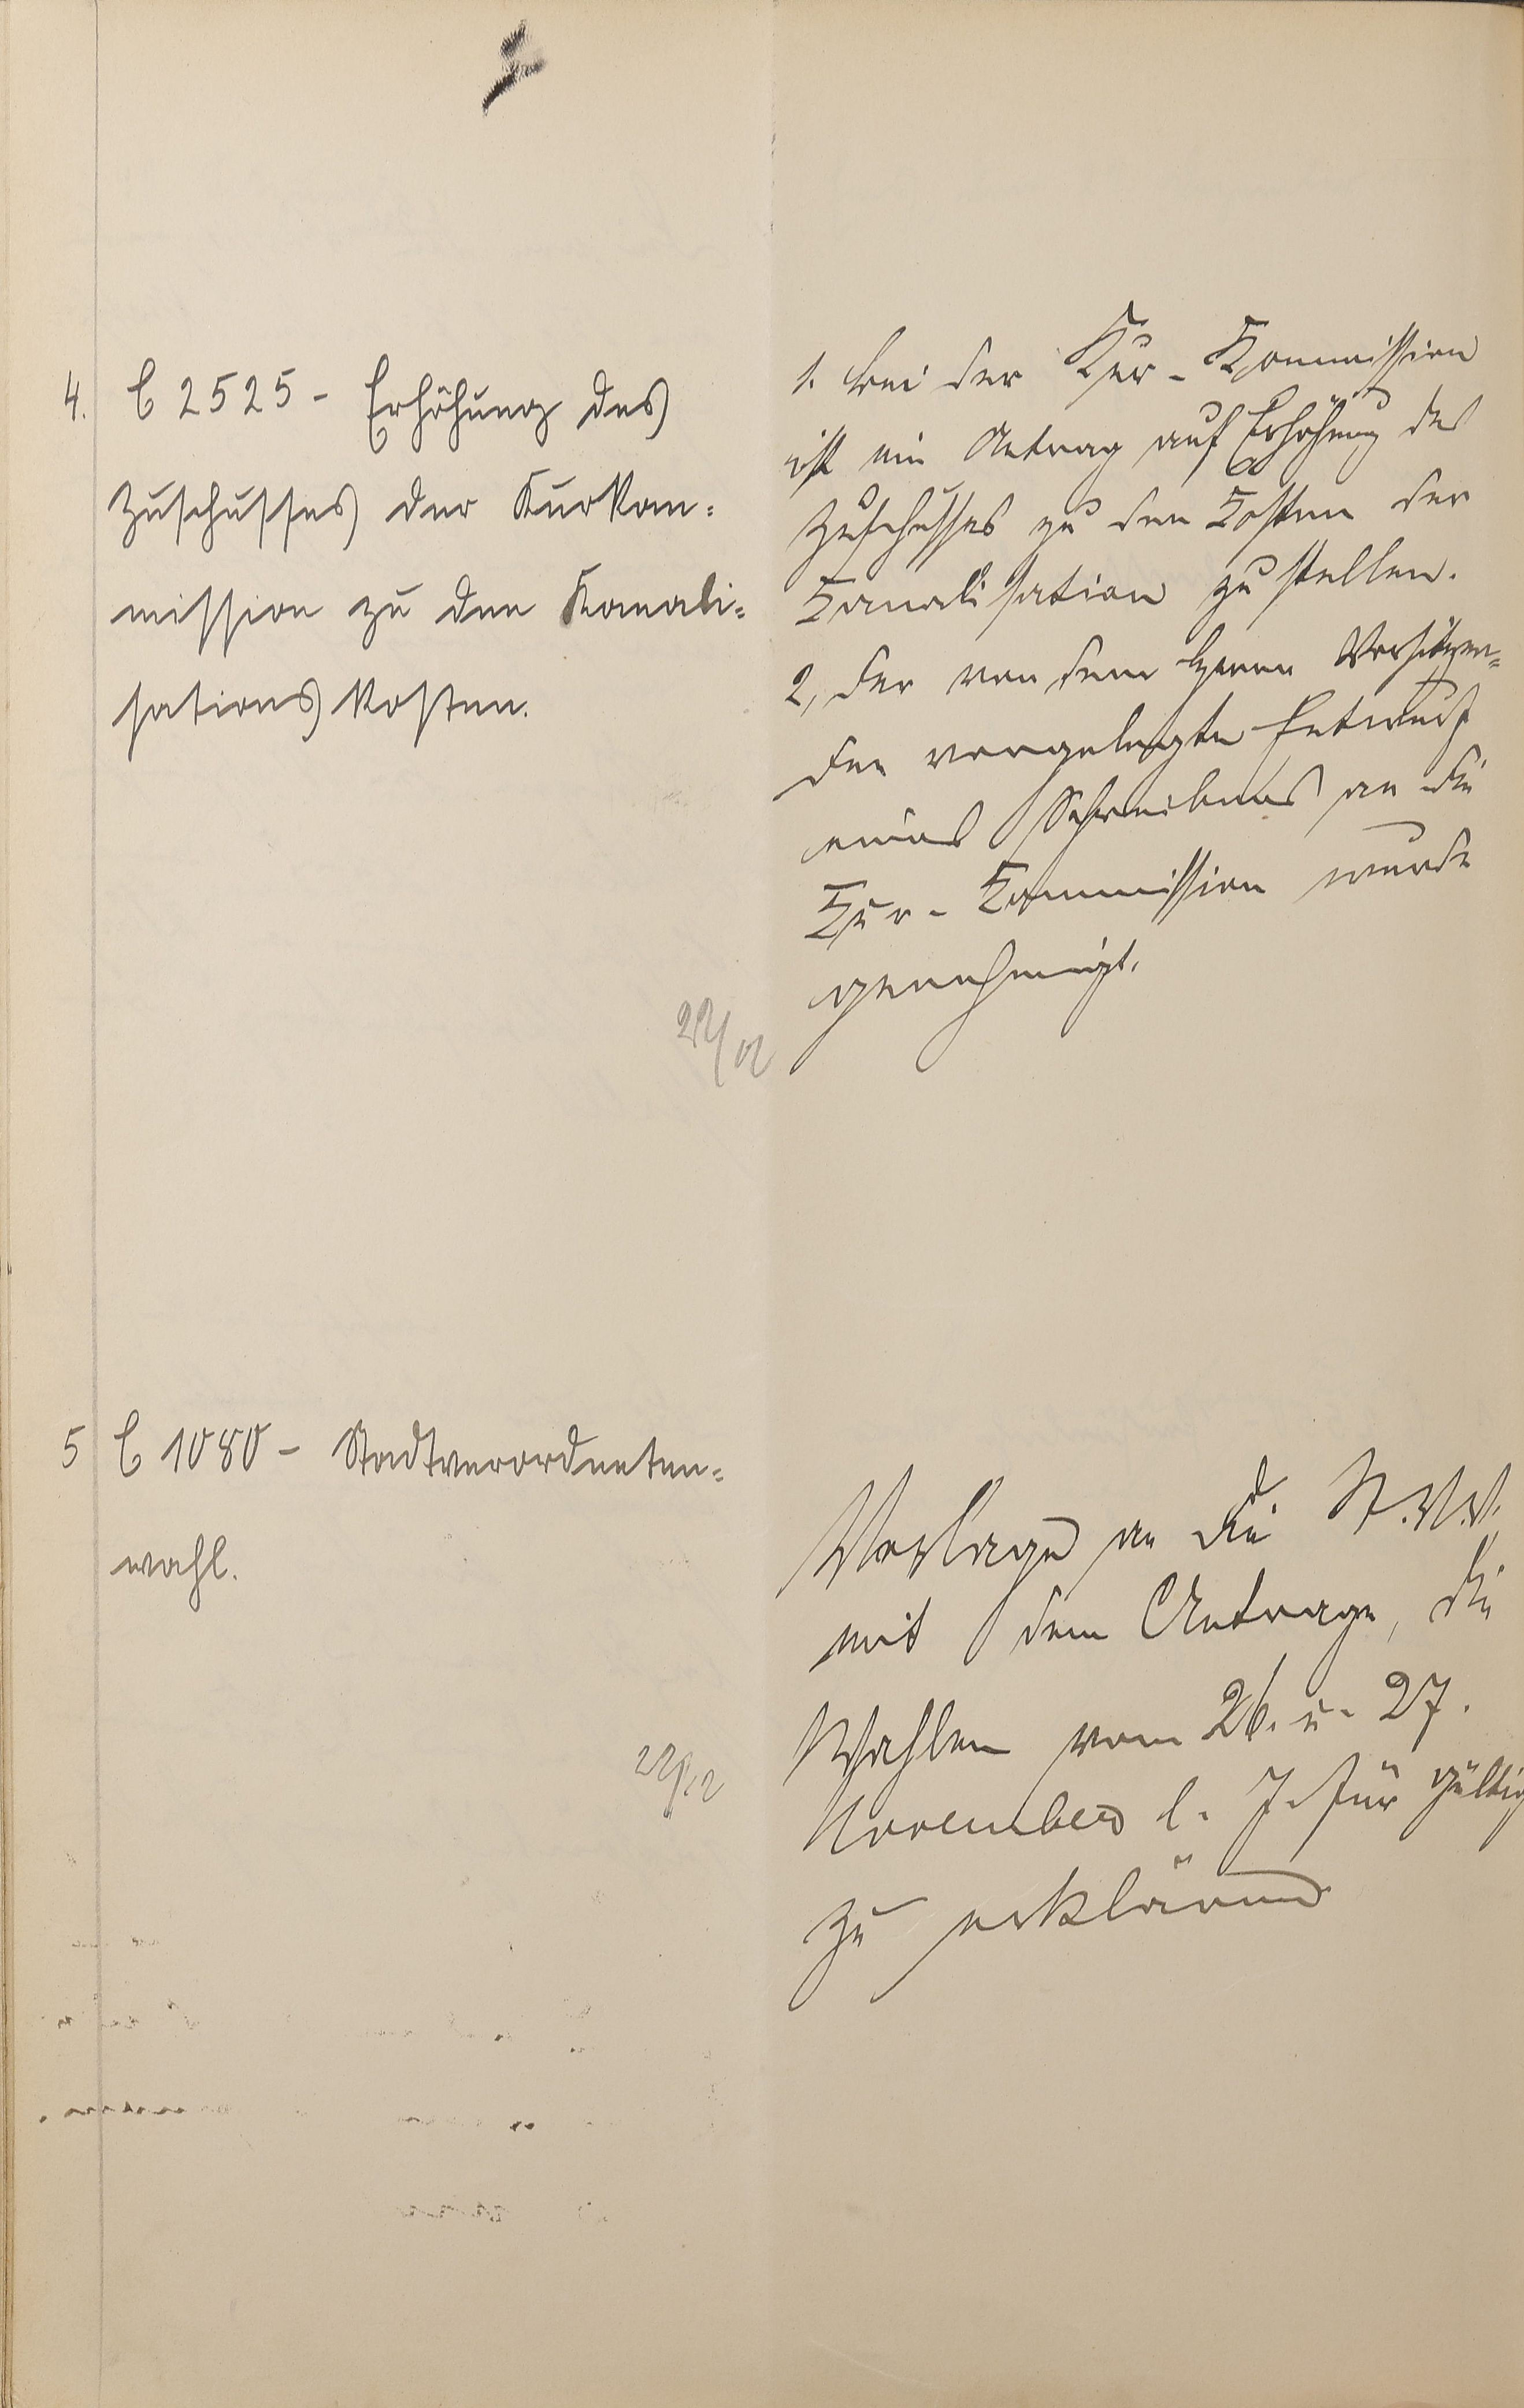 4. C 2525 - Erhöhung des
Zuschusses der Kurkom=
mission zu den Kanali=
sationskosten.
1. bei der Kur-Kommission
ist ein Antrag auf Erhöhung des
Zuschusses zu den Kosten der
Kanalisation zu stellen.
2, der von dem Herrn Vorsitzen=
den vorgelegte Entwurf
eines Schreibens an die
Kur-Kommission wurde
genehmigt.
22/12
5 C 1080 - Stadtverordneten=
wahl.
Vorlage an die St.V.V.
mit dem Antrage, die
Wahlen vom 26. u. 27.
November l. J. für gültig
zu erklären
22/12